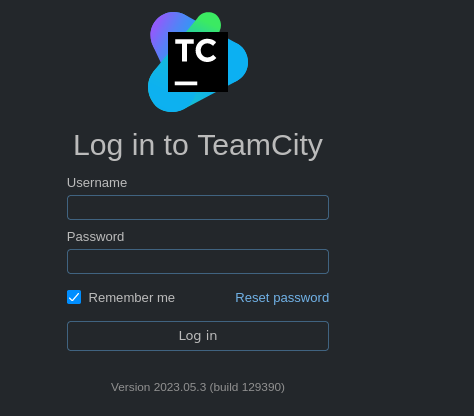 TC
Log in to TeamCity
Username
Password
Remember me Reset password
Log in
Version 2023.05.3 (build 129390)